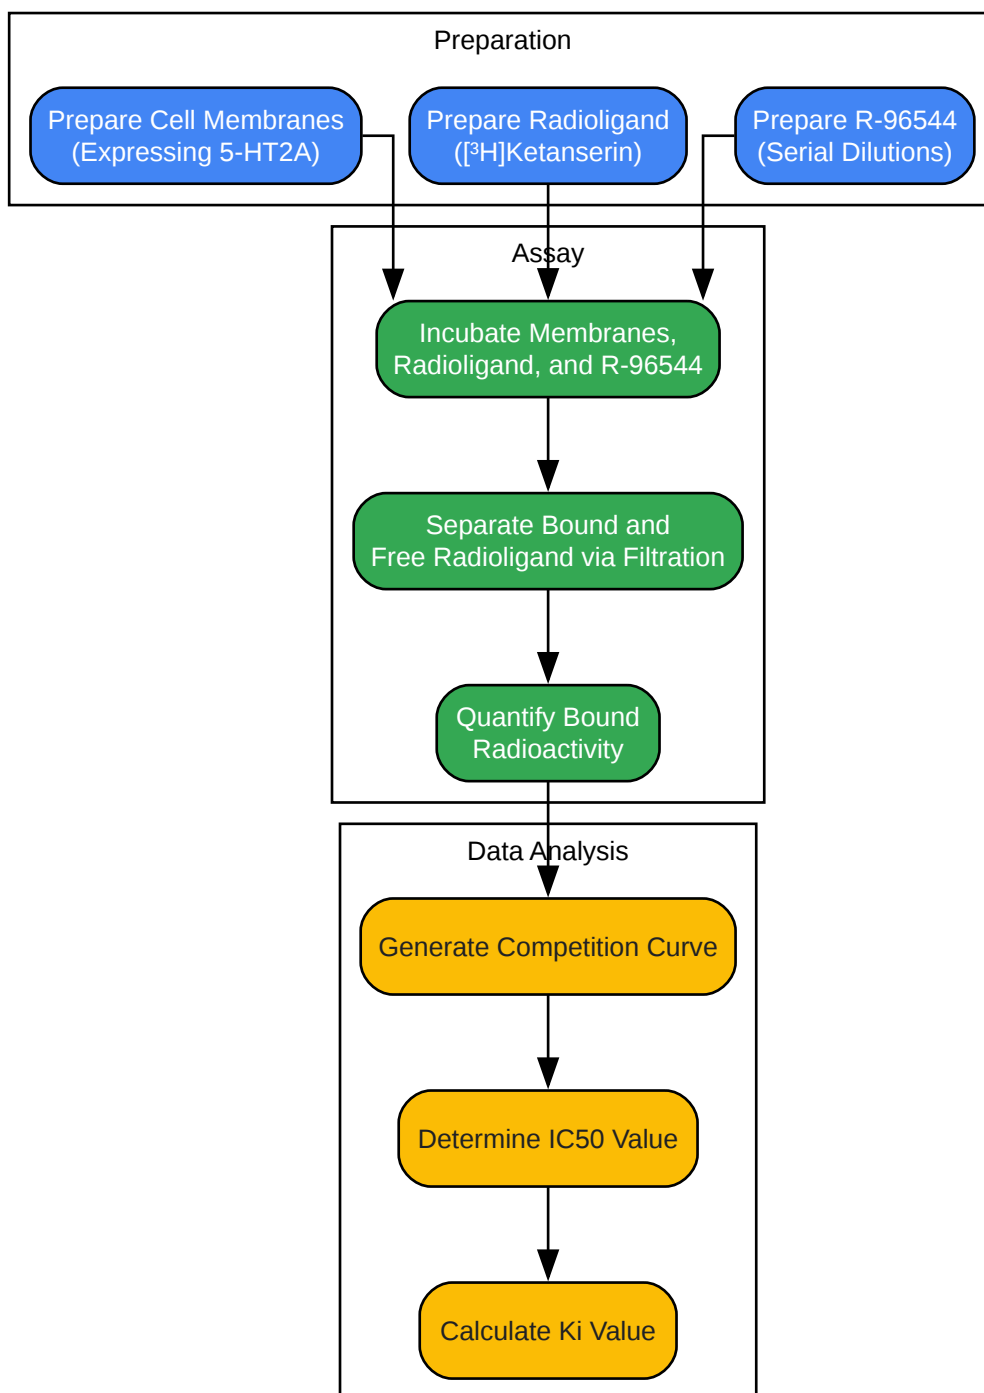 Preparation
Prepare Cell Membranes
(Expressing 5-HT2A)
Prepare Radioligand
([³H]Ketanserin)
Prepare R-96544
(Serial Dilutions)
Assay
Incubate Membranes,
Radioligand, and R-96544
Separate Bound and
Free Radioligand via Filtration
Quantify Bound
Radioactivity
Data Analysis
Generate Competition Curve
Determine IC50 Value
Calculate Ki Value